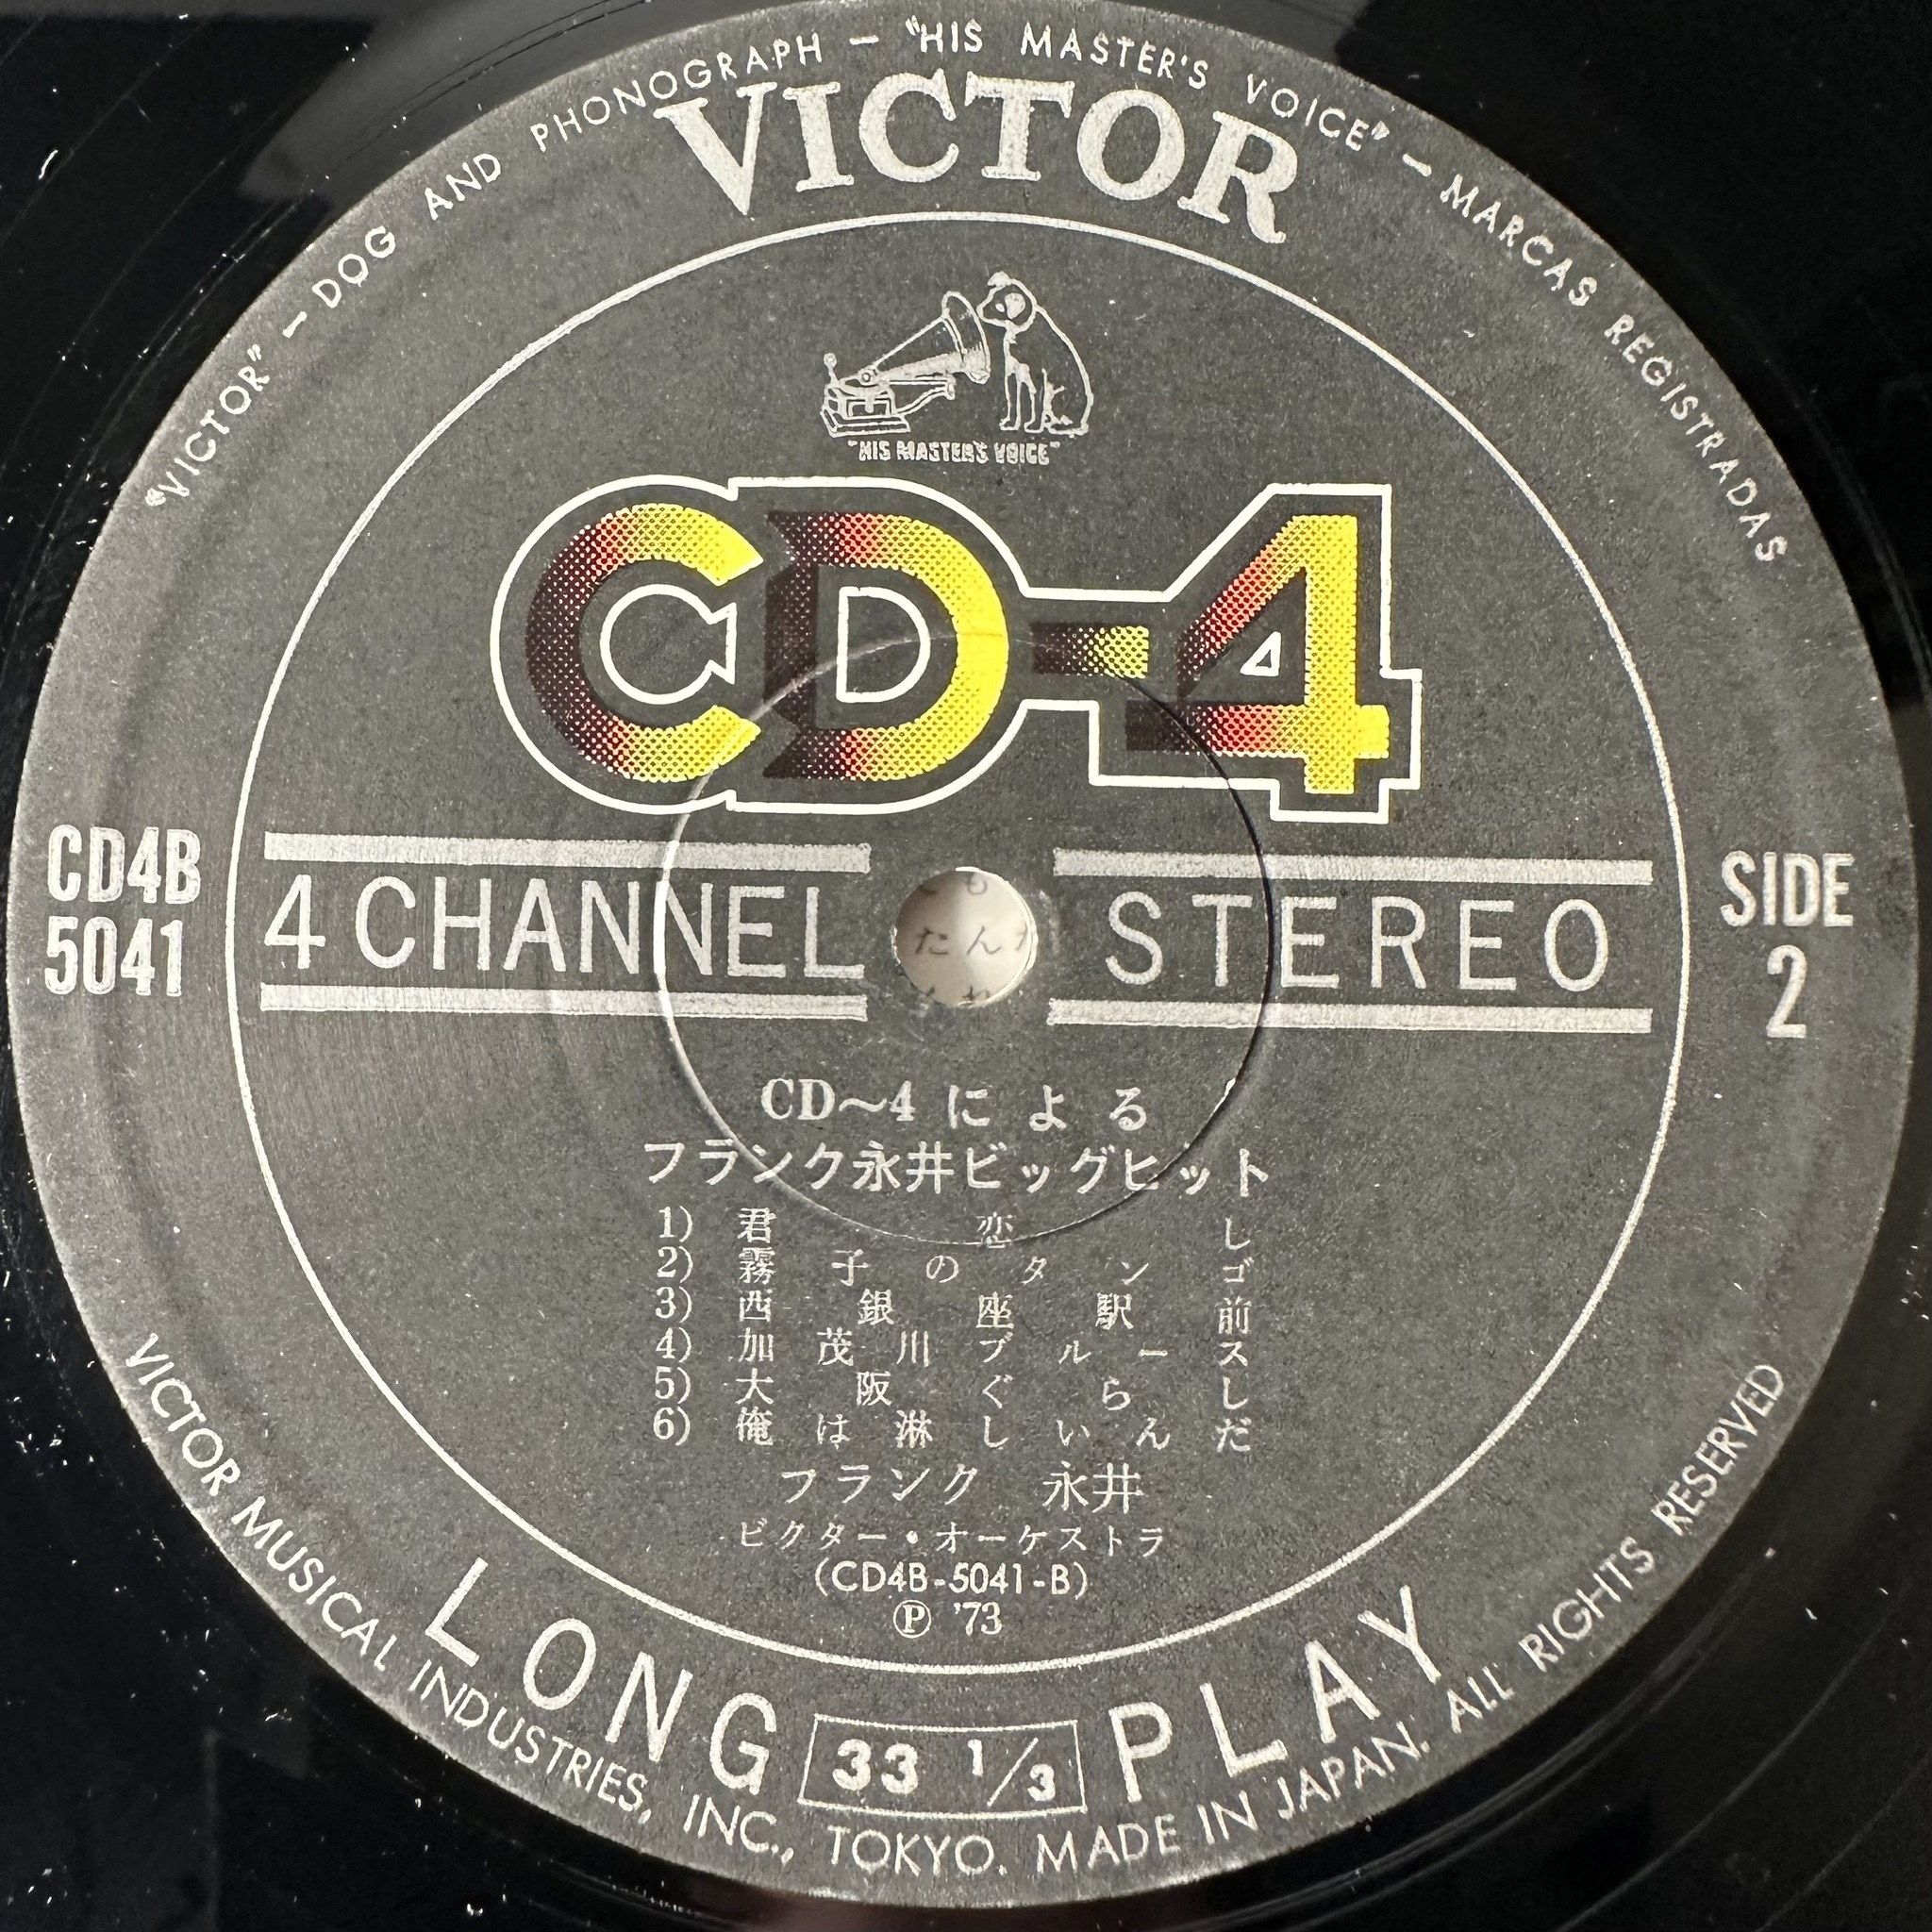 "VICTOR" – DOG AND PHONOGRAPH – "HIS MASTER'S VOICE" – MARCAS REGISTRADAS
VICTOR
"HIS MASTER'S VOICE"
CD-4
CD4B
5041
4 CHANNEL STEREO
SIDE
2
CD〜4 による
フランク永井ビッグヒット
1) 君恋し
2) 霧子のタンゴ
3) 西銀座駅前
4) 加茂川ブルース
5) 大阪ぐらし
6) 俺は淋しいんだ
フランク 永井
ビクター・オーケストラ
(CD4B-5041-B)
Ⓟ '73
LONG 33 1/3 PLAY
VICTOR MUSICAL INDUSTRIES, INC., TOKYO. MADE IN JAPAN. ALL RIGHTS RESERVED